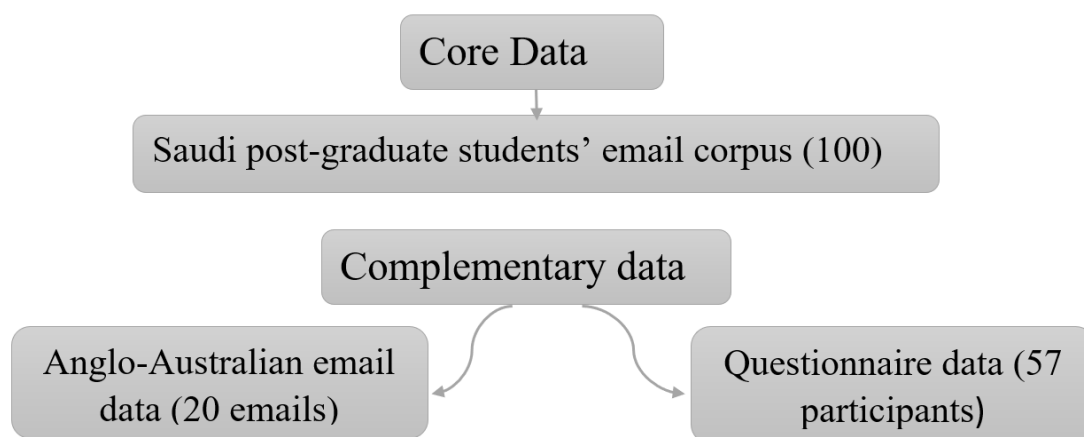 Core Data
Saudi post-graduate students’ email corpus (100)
Complementary data
Anglo-Australian email
data (20 emails)
Questionnaire data (57
participants)